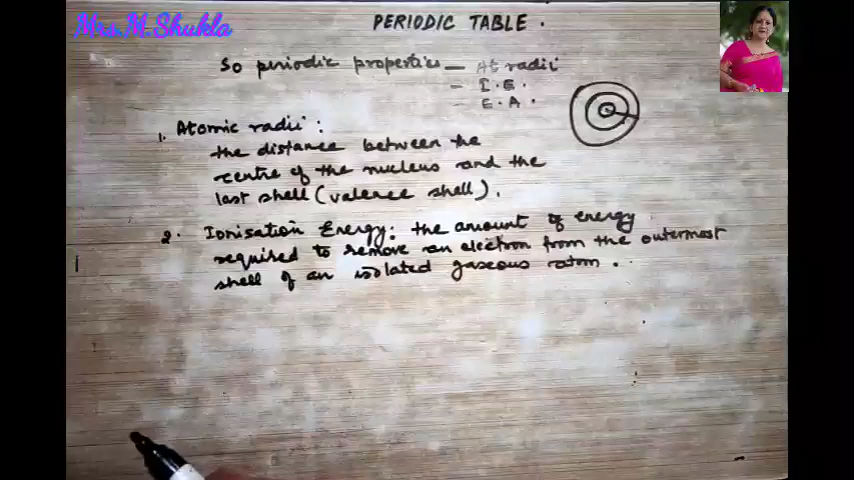 Mrs.M.Shukla
PERIODIC TABLE .
So periodic properties — At radii
- I.E.
- E.A.
1. Atomic radii :
the distance between the
centre of the nucleus and the
last shell (valence shell).
2. Ionisation Energy: the amount of energy
required to remove an electron from the outermost
shell of an isolated gaseous atom .